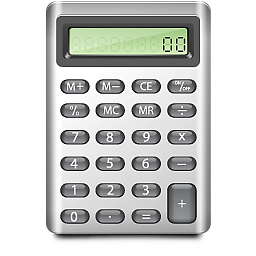 00
M+ M− CE ON/OFF
% MC MR ÷
7 8 9 ×
4 5 6 −
1 2 3 +
0 · =